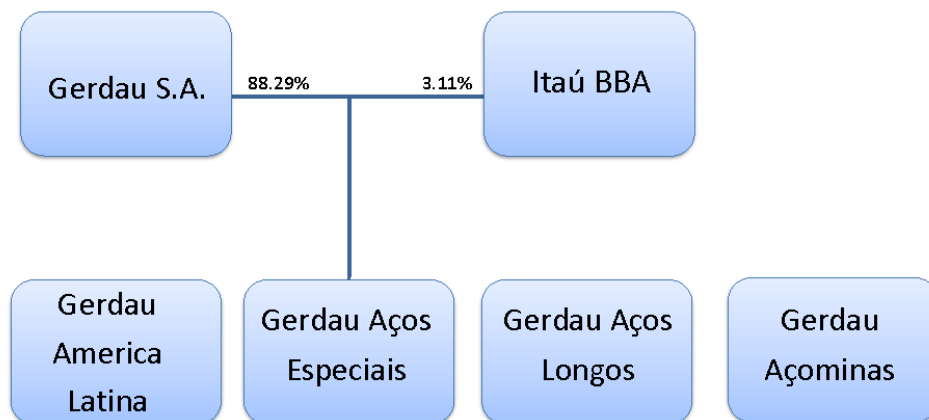 Gerdau S.A.
88.29%
3.11%
Itaú BBA
Gerdau
America
Latina
Gerdau Aços
Especiais
Gerdau Aços
Longos
Gerdau
Açominas